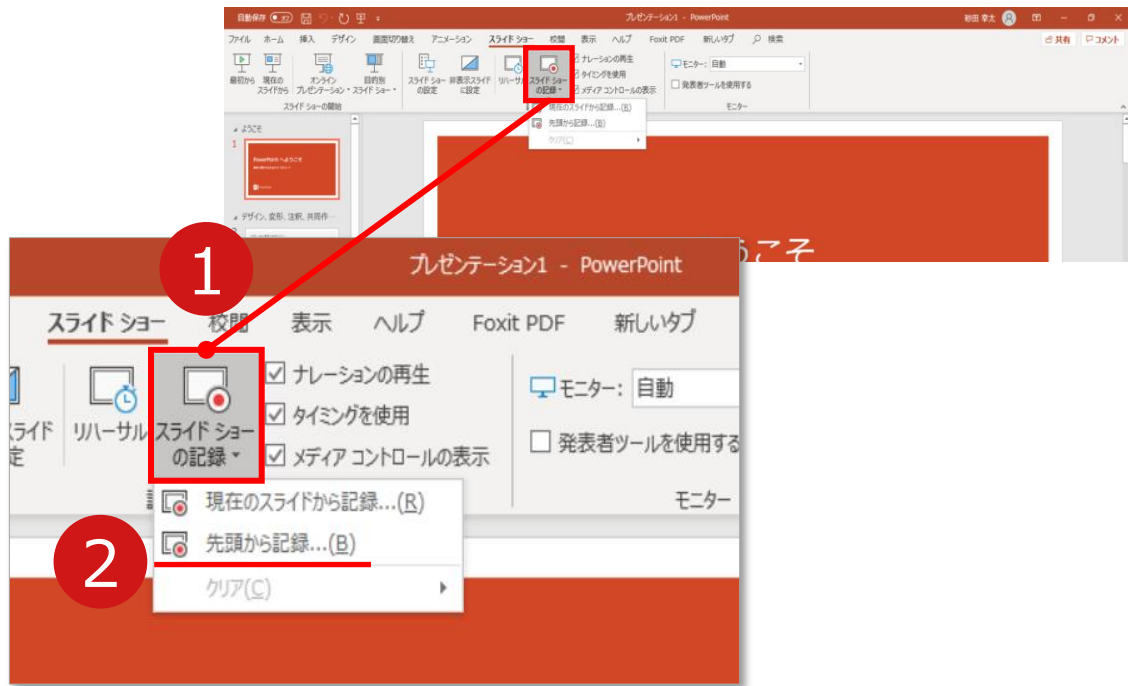 自動保存 プレゼンテーション1 - PowerPoint 砂田 幸太
ファイル ホーム 挿入 デザイン 画面切り替え アニメーション スライド ショー 校閲 表示 ヘルプ Foxit PDF 新しいタブ 検索 共有 コメント
最初から 現在の スライドから オンライン プレゼンテーション 目的別 スライド ショー スライド ショー の設定 非表示スライド に設定 リハーサル スライド ショー の記録
ナレーションの再生
タイミングを使用
メディア コントロールの表示
モニター: 自動
発表者ツールを使用する
スライド ショーの開始 モニター
現在のスライドから記録...(R)
先頭から記録...(B)
クリア(C)
ようこそ
1
PowerPoint へようこそ
デザイン、変形、注釈、共同作
うこそ
1
プレゼンテーション1 - PowerPoint
スライド ショー 校閲 表示 ヘルプ Foxit PDF 新しいタブ
リハーサル スライド ショー
の記録
ナレーションの再生
タイミングを使用
メディア コントロールの表示
モニター: 自動
発表者ツールを使用する
モニター
現在のスライドから記録...(R)
2
先頭から記録...(B)
クリア(C)